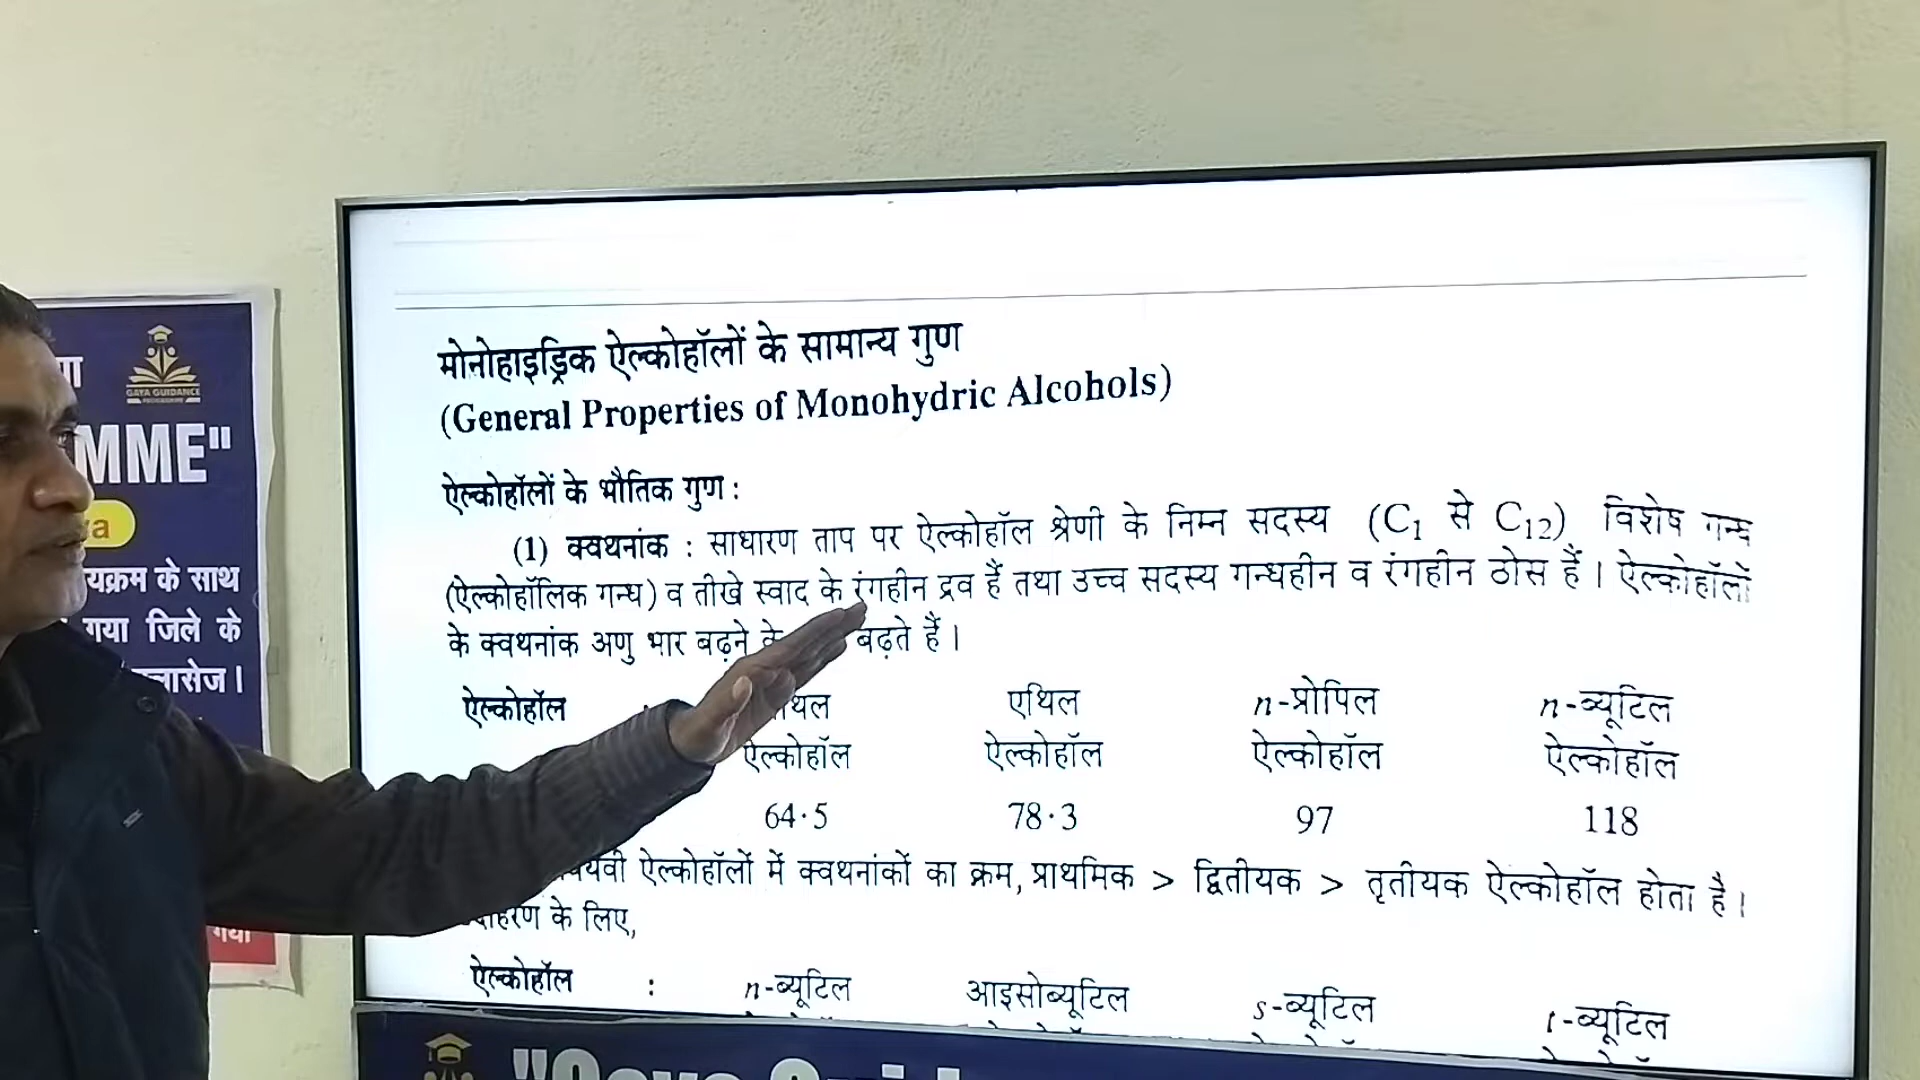 GAYA GUIDANCE
PROGRAMME
MME"
यक्रम के साथ
गया जिले के
गया
मोनोहाइड्रिक ऐल्कोहॉलों के सामान्य गुण
(General Properties of Monohydric Alcohols)
ऐल्कोहॉलों के भौतिक गुण :
(1) क्वथनांक : साधारण ताप पर ऐल्कोहॉल श्रेणी के निम्न सदस्य (C₁ से C₁₂) विशेष गन्ध
(ऐल्कोहॉलिक गन्ध) व तीखे स्वाद के रंगहीन द्रव हैं तथा उच्च सदस्य गन्धहीन व रंगहीन ठोस हैं । ऐल्कोहॉलों
के क्वथनांक अणु भार बढ़ने के बढ़ते हैं ।
ऐल्कोहॉल : थिल एथिल n-प्रोपिल n-ब्यूटिल
ऐल्कोहॉल ऐल्कोहॉल ऐल्कोहॉल ऐल्कोहॉल
64·5 78·3 97 118
ऐल्कोहॉलों में क्वथनांकों का क्रम, प्राथमिक > द्वितीयक > तृतीयक ऐल्कोहॉल होता है ।
के लिए,
ऐल्कोहॉल : n-ब्यूटिल आइसोब्यूटिल s-ब्यूटिल t-ब्यूटिल